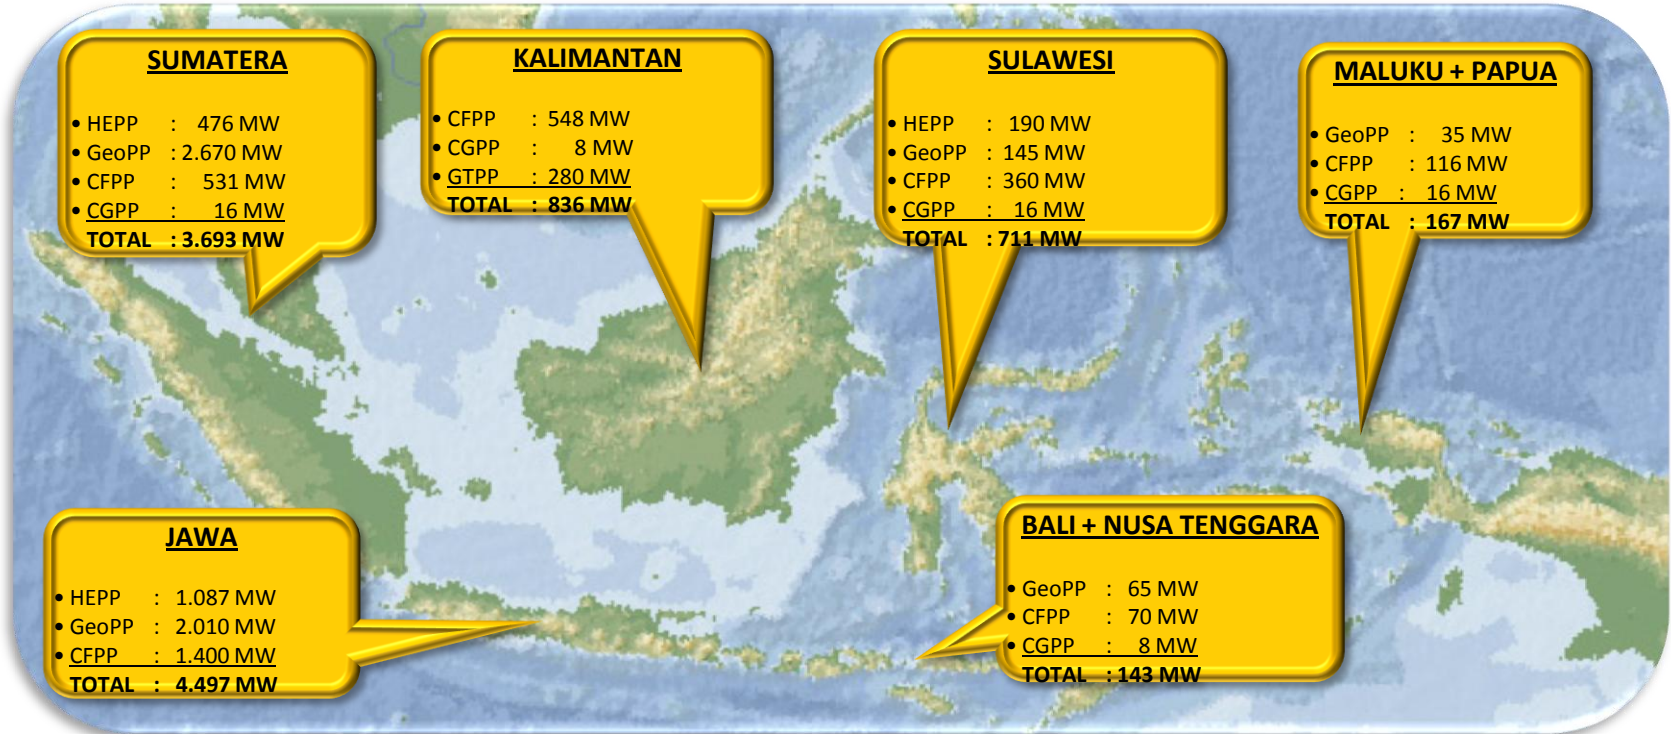 SUMATERA
• HEPP : 476 MW
• GeoPP : 2.670 MW
• CFPP : 531 MW
• CGPP : 16 MW
TOTAL : 3.693 MW
KALIMANTAN
• CFPP : 548 MW
• CGPP : 8 MW
• GTPP : 280 MW
TOTAL : 836 MW
SULAWESI
• HEPP : 190 MW
• GeoPP : 145 MW
• CFPP : 360 MW
• CGPP : 16 MW
TOTAL : 711 MW
MALUKU + PAPUA
• GeoPP : 35 MW
• CFPP : 116 MW
• CGPP : 16 MW
TOTAL : 167 MW
JAWA
• HEPP : 1.087 MW
• GeoPP : 2.010 MW
• CFPP : 1.400 MW
TOTAL : 4.497 MW
BALI + NUSA TENGGARA
• GeoPP : 65 MW
• CFPP : 70 MW
• CGPP : 8 MW
TOTAL : 143 MW